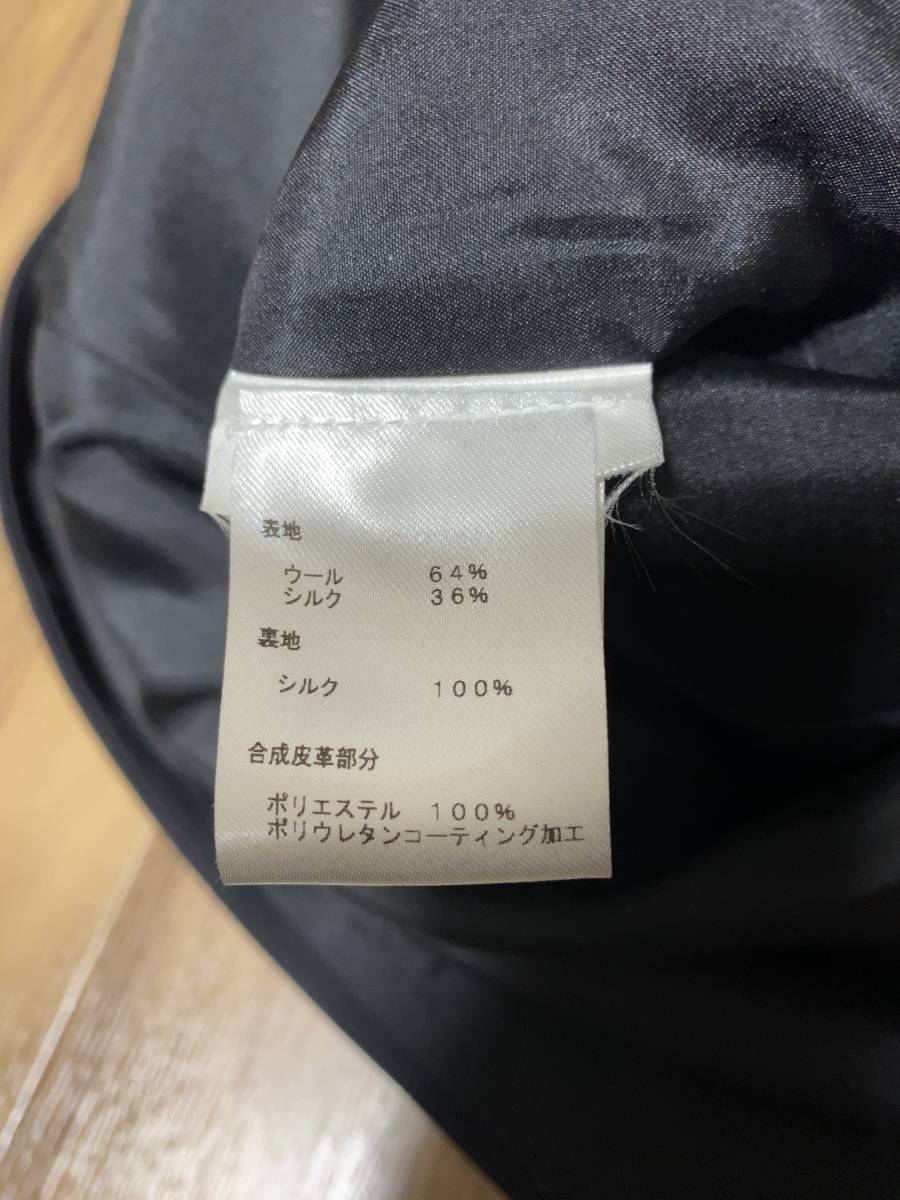 表地
ウール 64%
シルク 36%
裏地
シルク 100%
合成皮革部分
ポリエステル 100%
ポリウレタンコーティング加工